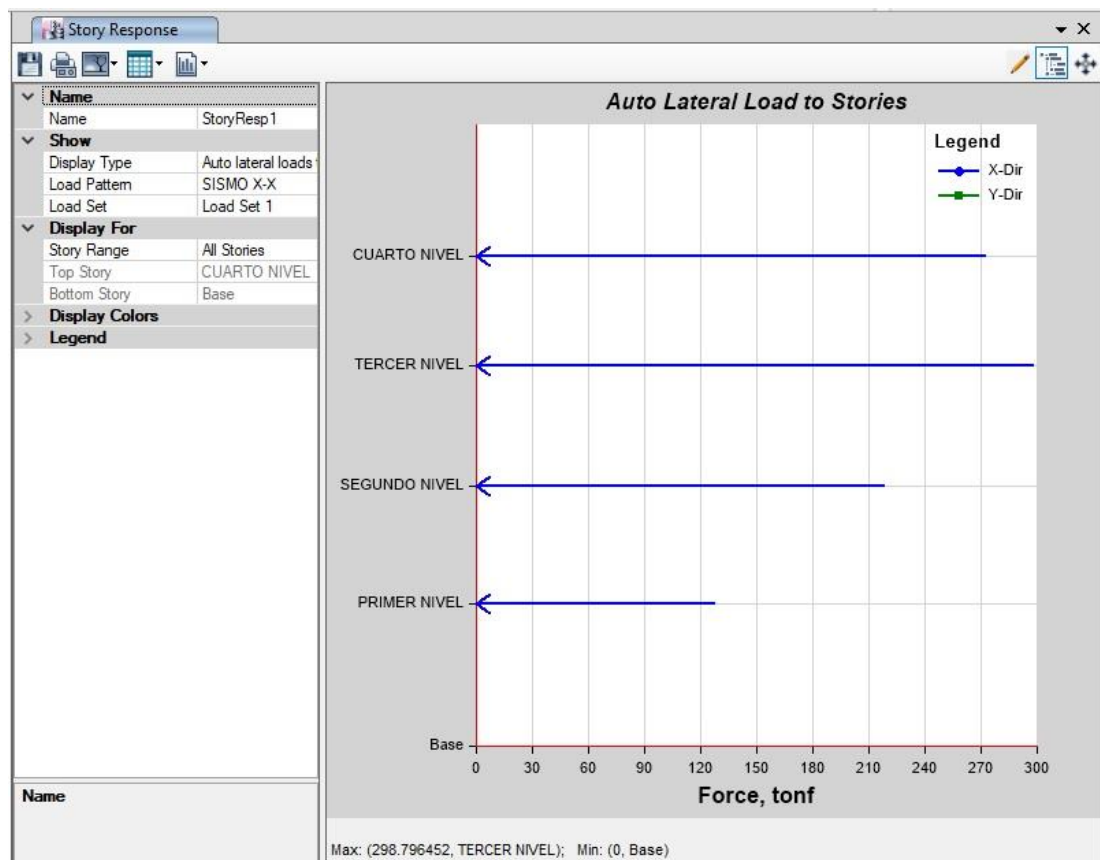 Story Response
Name
Name StoryResp1
Show
Display Type Auto lateral loads
Load Pattern SISMO X-X
Load Set Load Set 1
Display For
Story Range All Stories
Top Story CUARTO NIVEL
Bottom Story Base
Display Colors
Legend
Name
Auto Lateral Load to Stories
Legend
X-Dir
Y-Dir
CUARTO NIVEL
TERCER NIVEL
SEGUNDO NIVEL
PRIMER NIVEL
Base
0 30 60 90 120 150 180 210 240 270 300
Force, tonf
Max: (298.796452, TERCER NIVEL); Min: (0, Base)